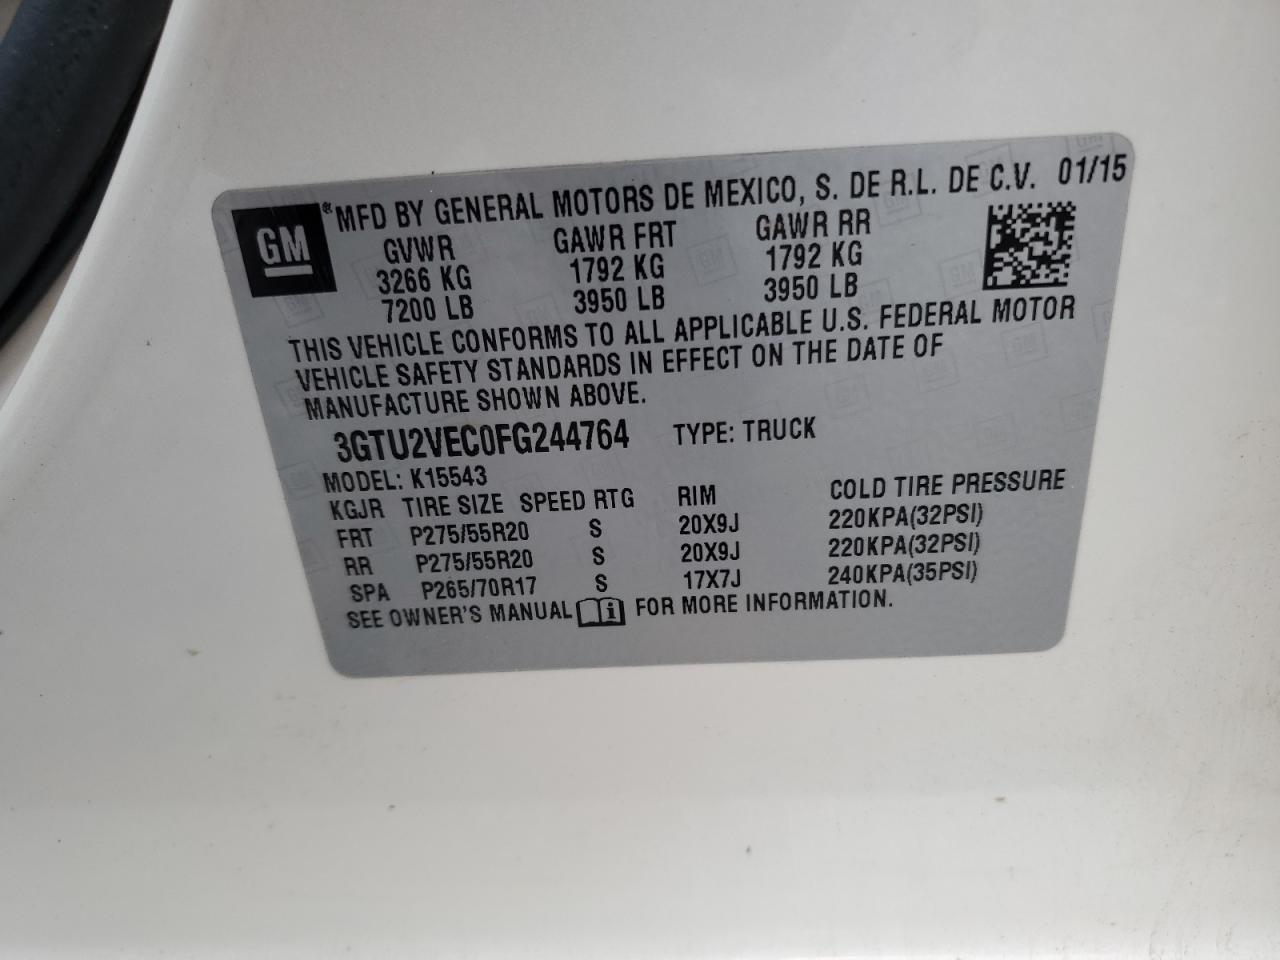 GM
® MFD BY GENERAL MOTORS DE MEXICO, S. DE R.L. DE C.V. 01/15
GVWR GAWR FRT GAWR RR
3266 KG 1792 KG 1792 KG
7200 LB 3950 LB 3950 LB
THIS VEHICLE CONFORMS TO ALL APPLICABLE U.S. FEDERAL MOTOR
VEHICLE SAFETY STANDARDS IN EFFECT ON THE DATE OF
MANUFACTURE SHOWN ABOVE.
3GTU2VEC0FG244764 TYPE: TRUCK
MODEL: K15543
KGJR TIRE SIZE SPEED RTG RIM COLD TIRE PRESSURE
FRT P275/55R20 S 20X9J 220KPA(32PSI)
RR P275/55R20 S 20X9J 220KPA(32PSI)
SPA P265/70R17 S 17X7J 240KPA(35PSI)
SEE OWNER'S MANUAL i FOR MORE INFORMATION.